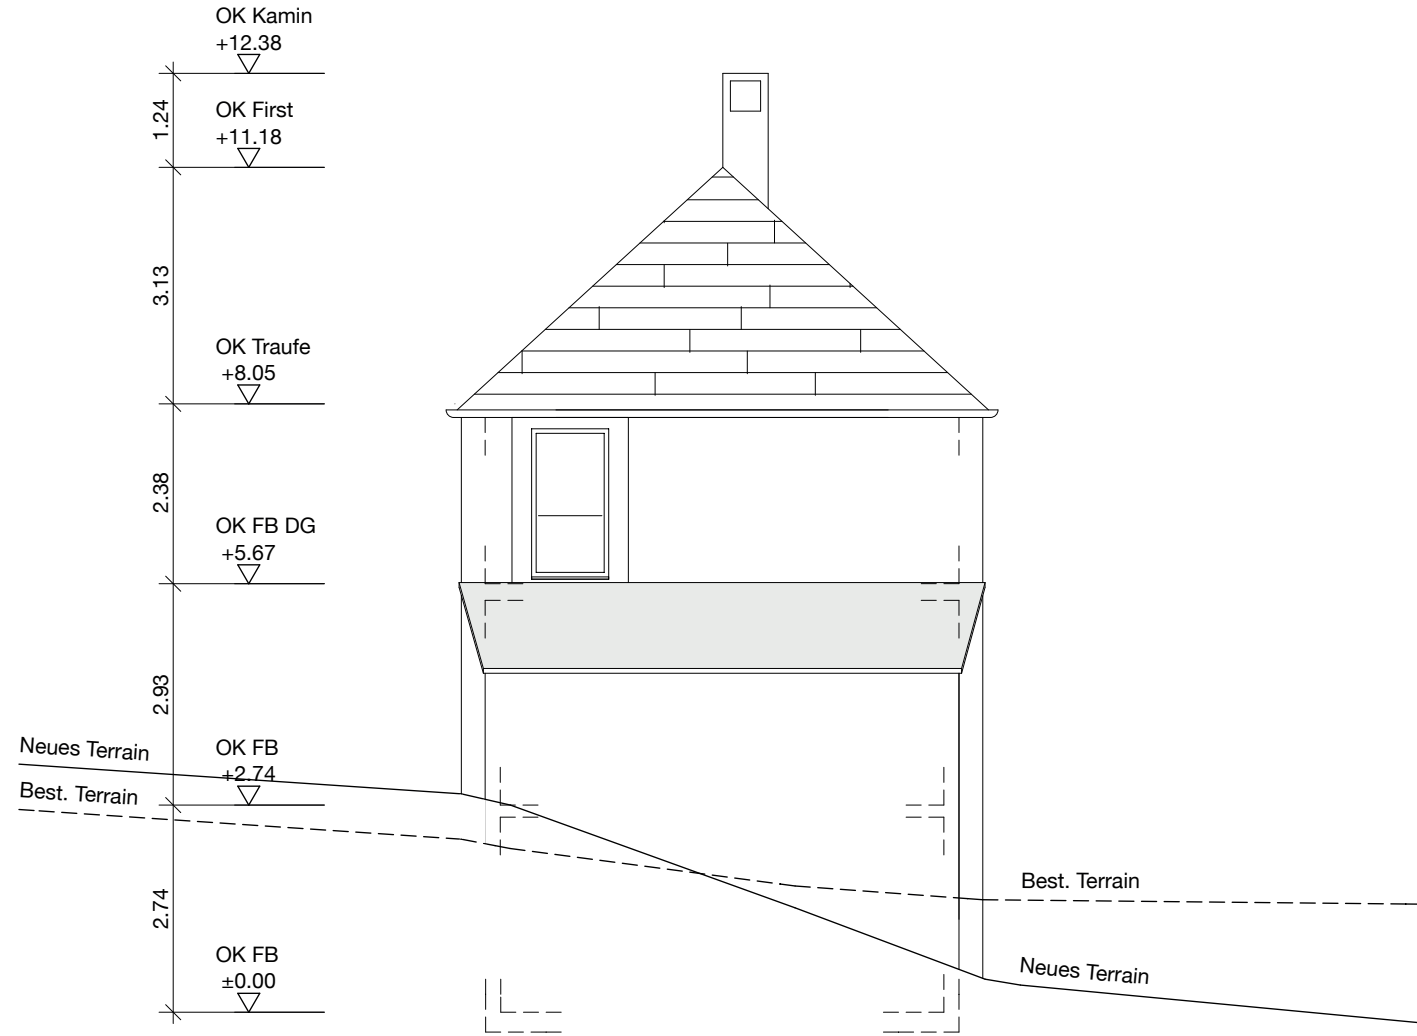 OK Kamin
+12.38
1.24
OK First
+11.18
3.13
OK Traufe
+8.05
2.38
OK FB DG
+5.67
2.93
Neues Terrain
OK FB
+2.74
Best. Terrain
2.74
Best. Terrain
OK FB
±0.00
Neues Terrain